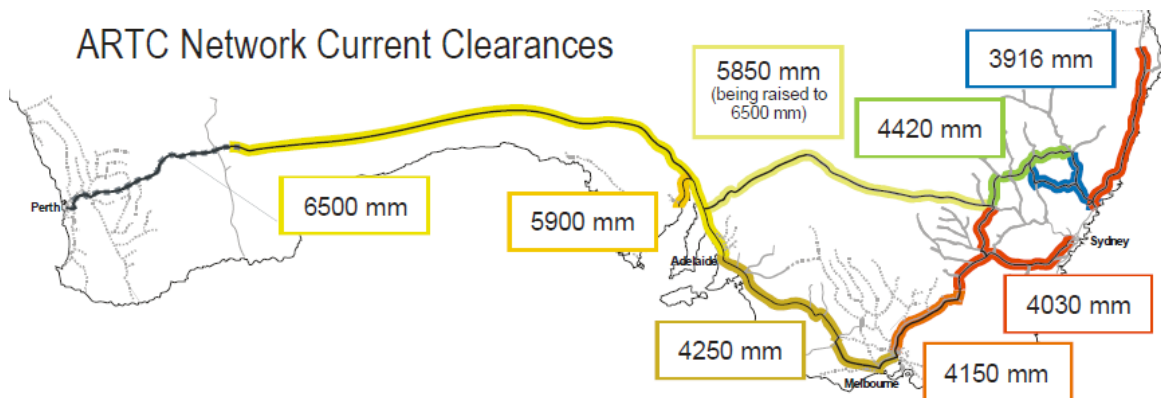 ARTC Network Current Clearances
5850 mm
(being raised to
6500 mm)
3916 mm
4420 mm
Perth
6500 mm
5900 mm
Adelaide
Sydney
4030 mm
4250 mm
Melbourne
4150 mm